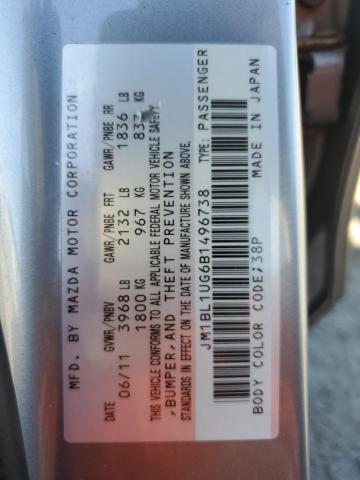 MFD. BY MAZDA MOTOR CORPORATION
GVWR/PNBV GAWR/PNBE FRT GAWR/PNBE RR
DATE 3968 LB 2132 LB 1836 LB
06/11 1800 KG 967 KG 833 KG
THIS VEHICLE CONFORMS TO ALL APPLICABLE FEDERAL MOTOR VEHICLE SAFETY
, BUMPER, AND THEFT PREVENTION
STANDARDS IN EFFECT ON THE DATE OF MANUFACTURE SHOWN ABOVE.
JM1BL1UG6B1496738 TYPE: PASSENGER
BODY COLOR CODE;38P MADE IN JAPAN